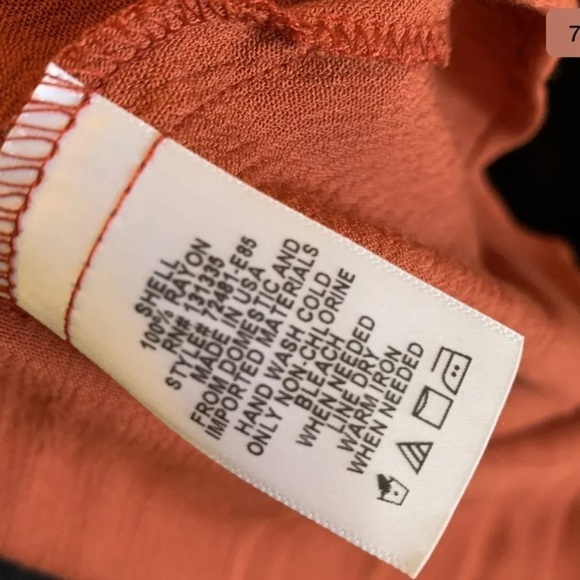 7
SHELL
100% RAYON
RN# 131335
STYLE# 72481-E85
MADE IN USA
FROM DOMESTIC AND
IMPORTED MATERIALS
HAND WASH COLD
ONLY NON-CHLORINE
BLEACH
WHEN NEEDED
LINE DRY
WARM IRON
WHEN NEEDED